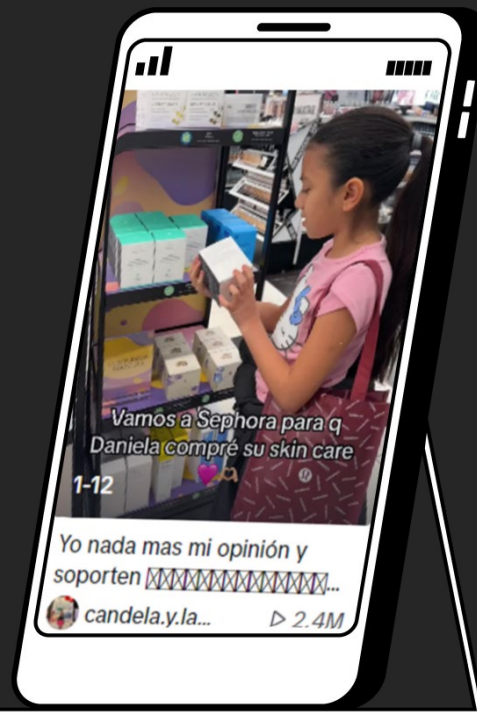 Vamos a Sephora para q
Daniela compré su skin care
1-12
Yo nada mas mi opinión y
soporten
candela.y.la...
2.4M